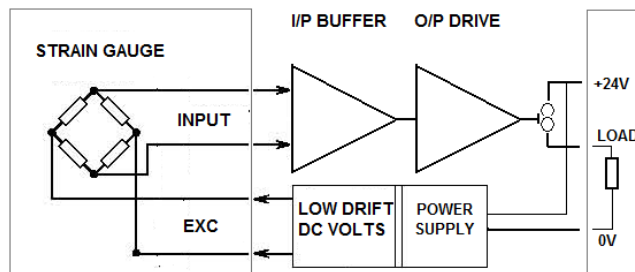 I/P BUFFER
O/P DRIVE
STRAIN GAUGE
+24V
INPUT
LOAD
LOW DRIFT
DC VOLTS
POWER
SUPPLY
EXC
0V